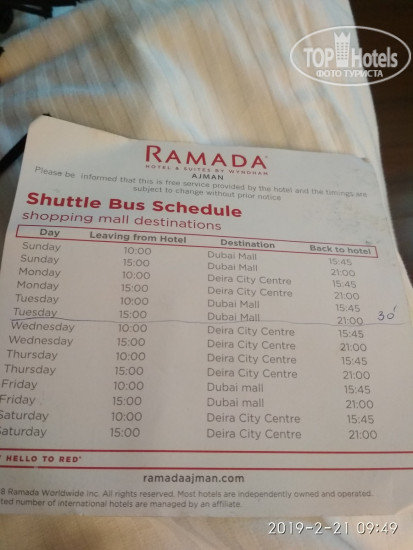 TOP Hotels
ФОТО ТУРИСТА
RAMADA
HOTEL & SUITES BY WYNDHAM
AJMAN
Please be informed that this is free service provided by the hotel and the timings are
subject to change without prior notice
Shuttle Bus Schedule
shopping mall destinations
Day Leaving from Hotel Destination Back to hotel
Sunday 10:00 Dubai Mall 15:45
Sunday 15:00 Dubai Mall 21:00
Monday 10:00 Deira City Centre 15:45
Monday 15:00 Deira City Centre 21:00
Tuesday 10:00 Dubai Mall 15:45
Tuesday 15:00 Dubai Mall 21:00 30'
Wednesday 10:00 Deira City Centre 15:45
Wednesday 15:00 Deira City Centre 21:00
Thursday 10:00 Deira City Centre 15:45
Thursday 15:00 Deira City Centre 21:00
Friday 10:00 Dubai mall 15:45
Friday 15:00 Dubai mall 21:00
Saturday 10:00 Deira City Centre 15:45
aturday 15:00 Deira City Centre 21:00
HELLO TO RED
ramadaajman.com
8 Ramada Worldwide Inc. All rights reserved. Most hotels are independently owned and operated.
ted number of international hotels are managed by an affiliate.
2019-2-21 09:49